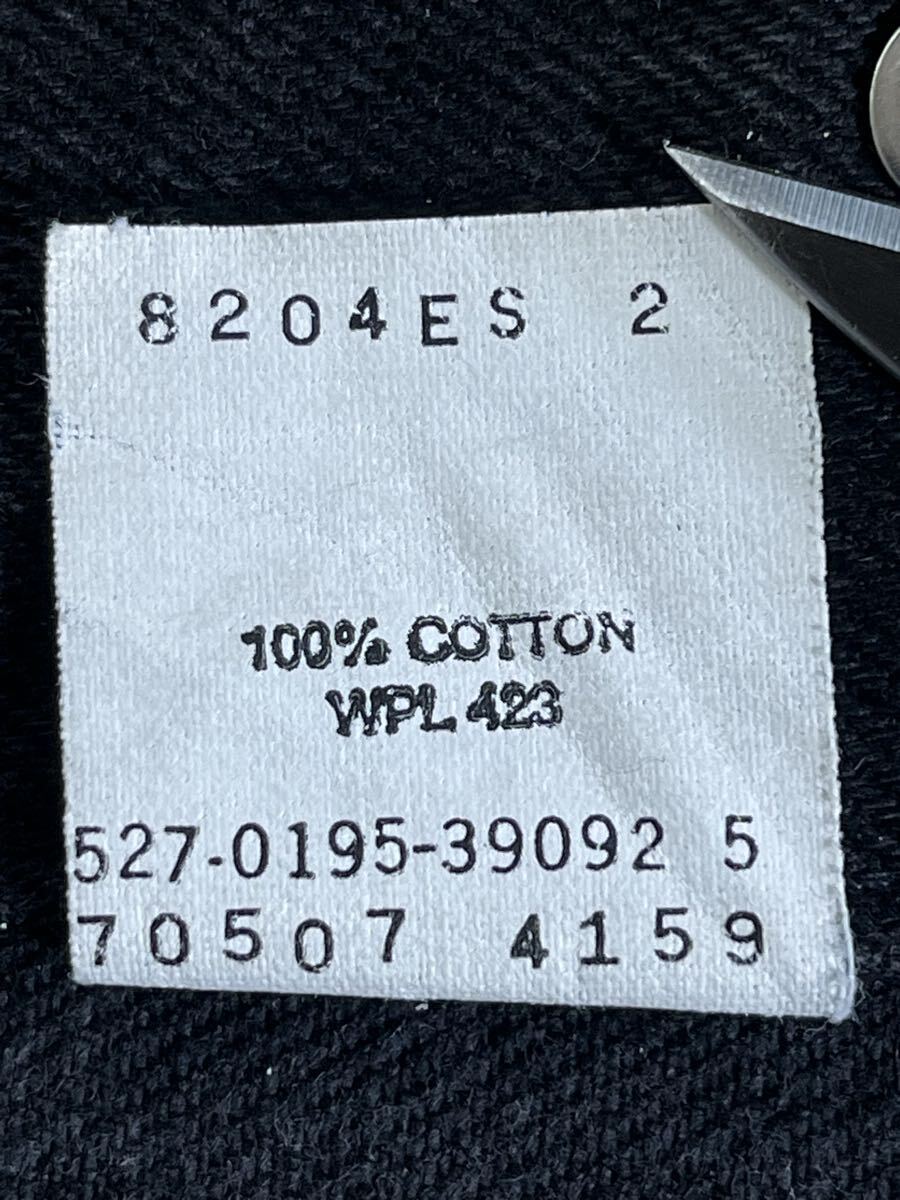 8204ES 2
100% COTTON
WPL 423
527-0195-39092 5
70507 4159